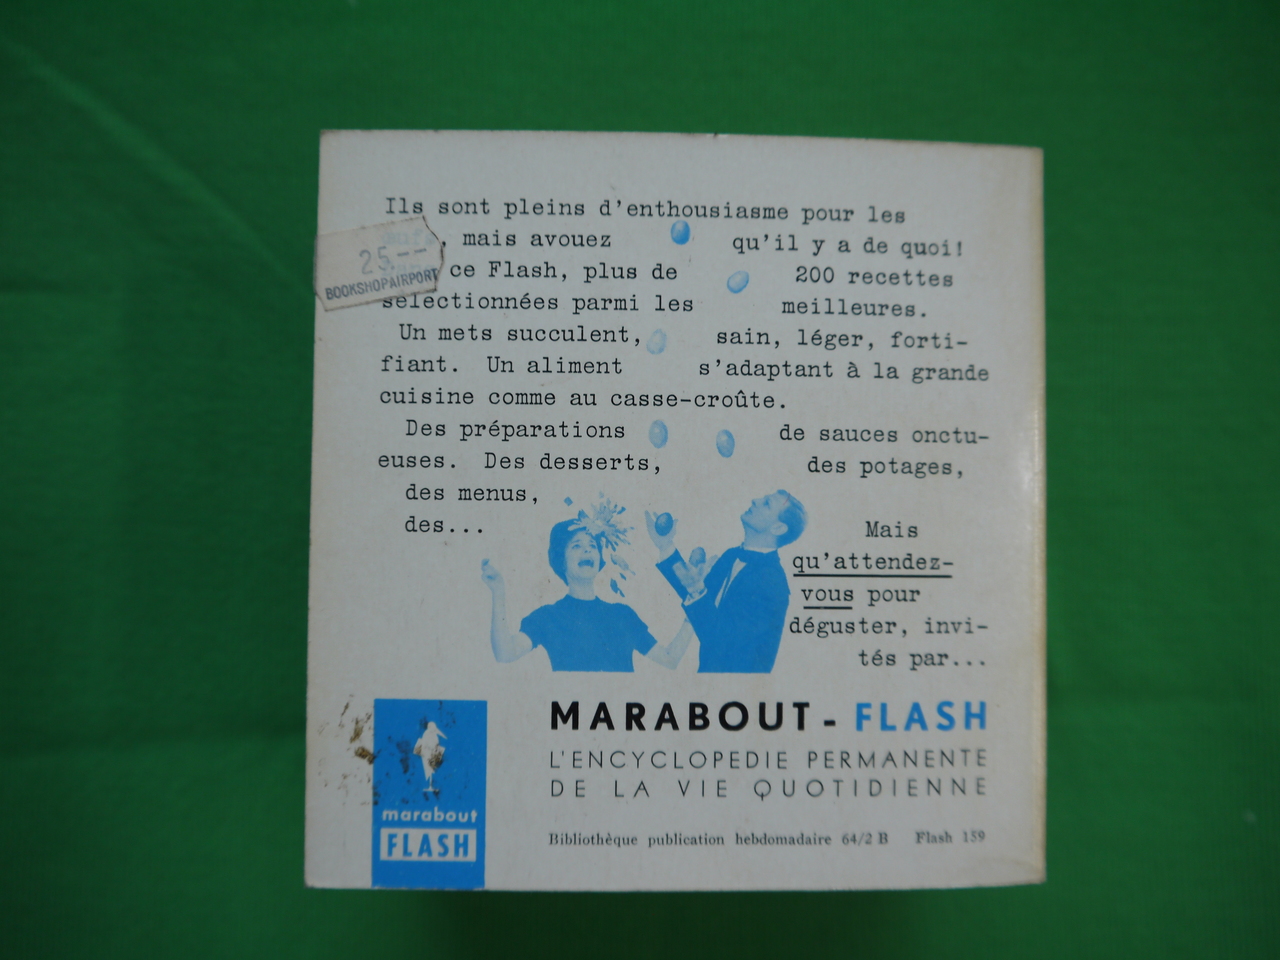 Ils sont pleins d'enthousiasme pour les
, mais avouez qu'il y a de quoi!
ce Flash, plus de 200 recettes
sélectionnées parmi les meilleures.
Un mets succulent, sain, léger, forti-
fiant. Un aliment s'adaptant à la grande
cuisine comme au casse-croûte.
Des préparations de sauces onctu-
euses. Des desserts, des potages,
des menus,
des...
Mais
qu'attendez-
vous pour
déguster, invi-
tés par...
25--
BOOKSHOPAIRPORT
MARABOUT - FLASH
L'ENCYCLOPEDIE PERMANENTE
DE LA VIE QUOTIDIENNE
Bibliothèque publication hebdomadaire 64/2 B Flash 159
marabout
FLASH